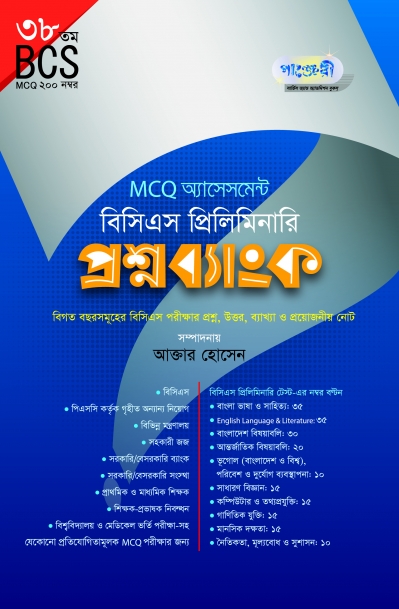 ৩৮তম
BCS
MCQ ২০০ নম্বর
পাঞ্জেরী
MCQ অ্যাসেসমেন্ট
বিসিএস প্রিলিমিনারি
প্রশ্নব্যাংক
বিগত বছরসমূহের বিসিএস পরীক্ষার প্রশ্ন, উত্তর, ব্যাখ্যা ও প্রয়োজনীয় নোট
সম্পাদনায়
আক্তার হোসেন
• বিসিএস
• পিএসসি কর্তৃক গৃহীত অন্যান্য নিয়োগ
• বিভিন্ন মন্ত্রণালয়
• সহকারী জজ
• সরকারি/বেসরকারি ব্যাংক
• সরকারি/বেসরকারি সংস্থা
• প্রাথমিক ও মাধ্যমিক শিক্ষক
• শিক্ষক-প্রভাষক নিবন্ধন
• বিশ্ববিদ্যালয় ও মেডিকেল ভর্তি পরীক্ষা-সহ
যেকোনো প্রতিযোগিতামূলক MCQ পরীক্ষার জন্য
বিসিএস প্রিলিমিনারি টেস্ট-এর নম্বর বণ্টন
• বাংলা ভাষা ও সাহিত্য: ৩৫
• English Language & Literature: ৩৫
• বাংলাদেশ বিষয়াবলি: ৩০
• আন্তর্জাতিক বিষয়াবলি: ২০
• ভূগোল (বাংলাদেশ ও বিশ্ব),
পরিবেশ ও দুর্যোগ ব্যবস্থাপনা: ১০
• সাধারণ বিজ্ঞান: ১৫
• কম্পিউটার ও তথ্যপ্রযুক্তি: ১৫
• গাণিতিক যুক্তি: ১৫
• মানসিক দক্ষতা: ১৫
• নৈতিকতা, মূল্যবোধ ও সুশাসন: ১০